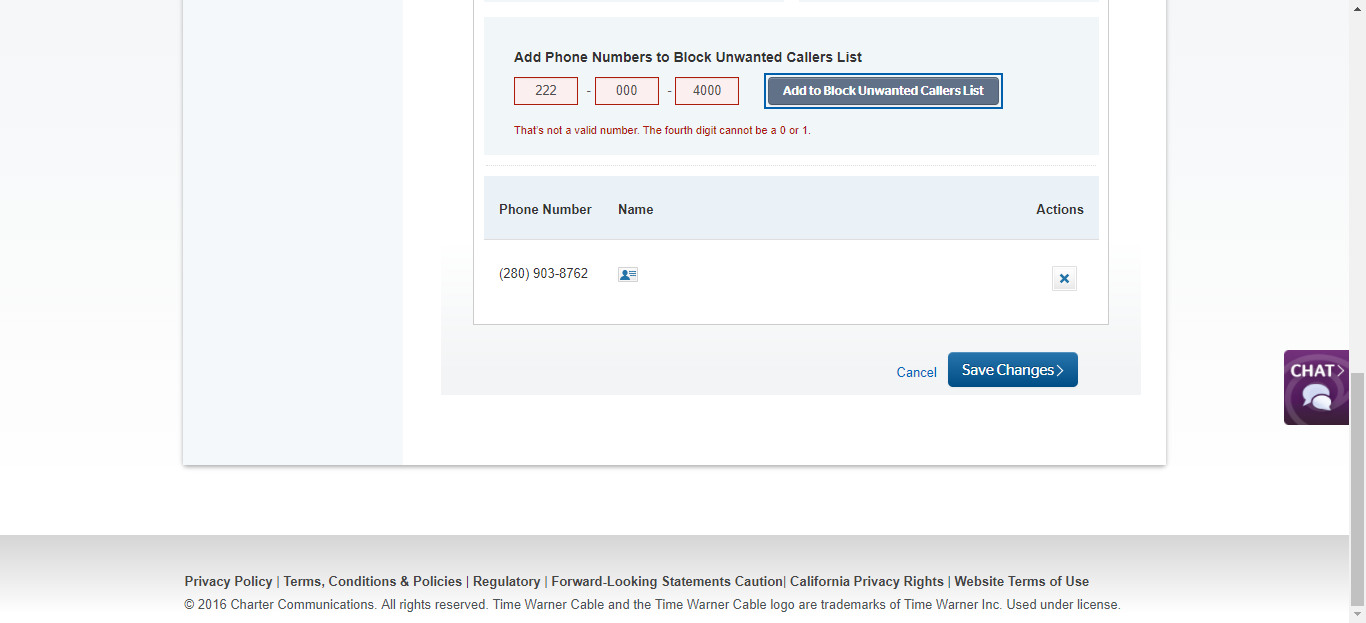 Add Phone Numbers to Block Unwanted Callers List
222 - 000 - 4000 Add to Block Unwanted Callers List
That's not a valid number. The fourth digit cannot be a 0 or 1.
Phone Number Name Actions
(280) 903-8762
Cancel Save Changes
CHAT
Privacy Policy | Terms, Conditions & Policies | Regulatory | Forward-Looking Statements Caution| California Privacy Rights | Website Terms of Use
© 2016 Charter Communications. All rights reserved. Time Warner Cable and the Time Warner Cable logo are trademarks of Time Warner Inc. Used under license.